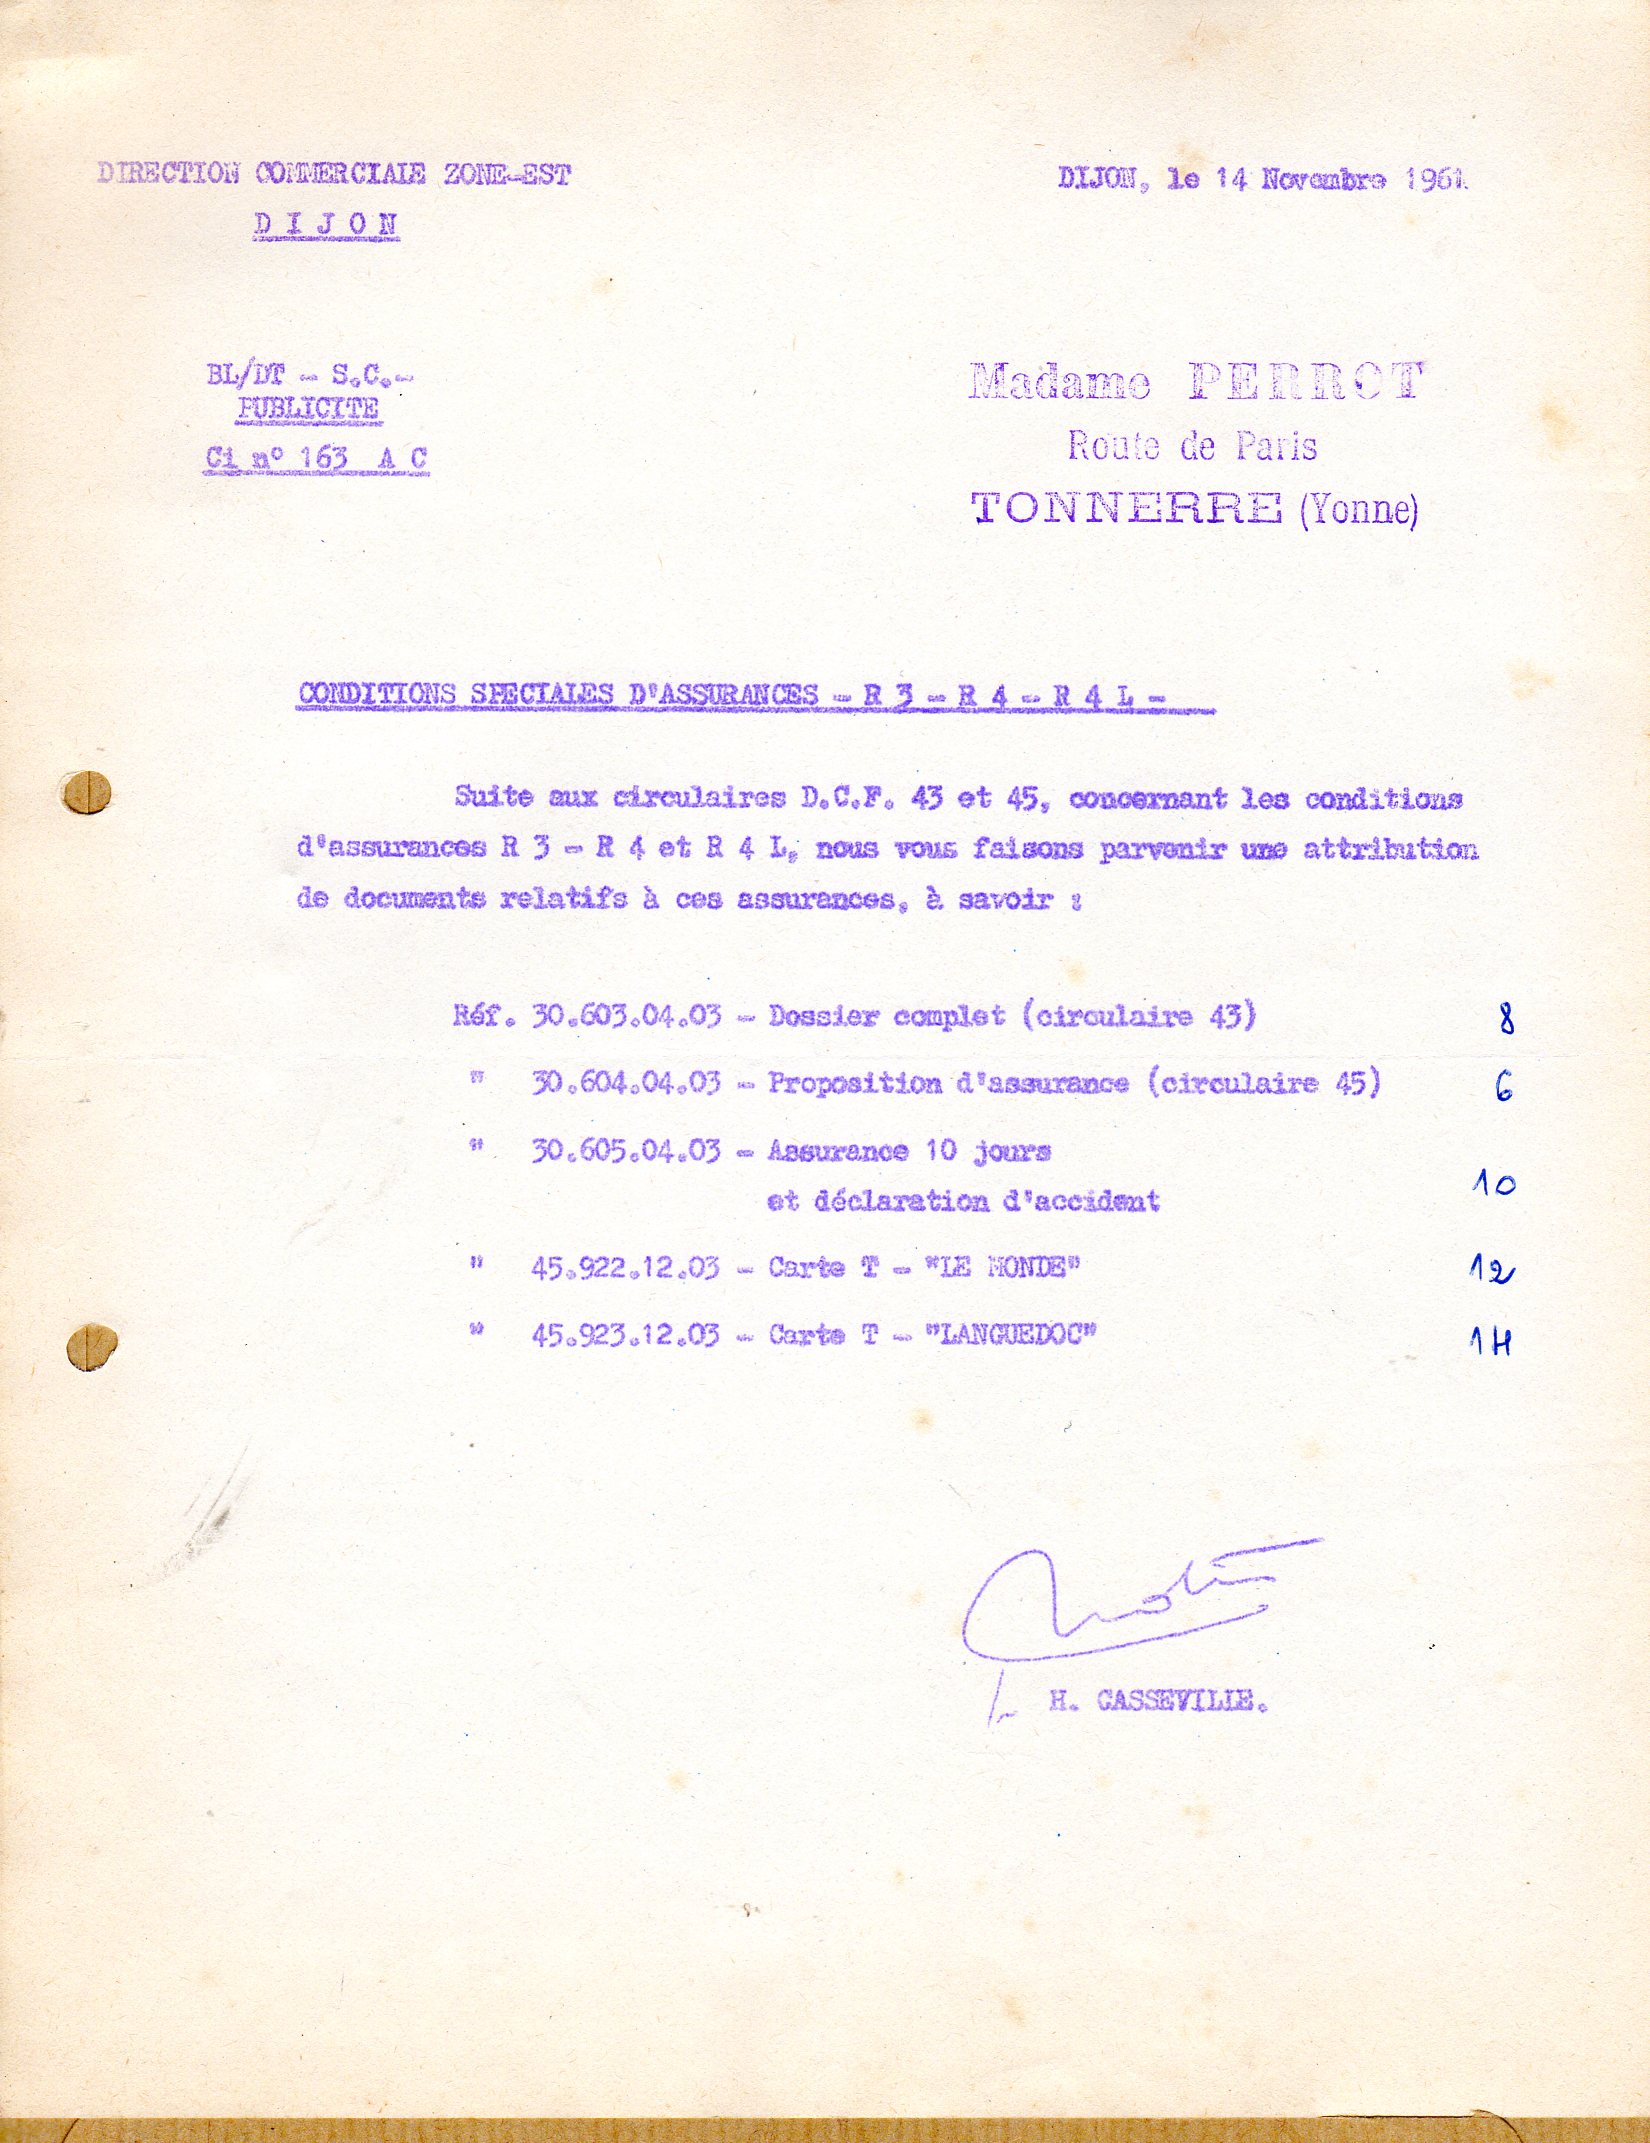 DIRECTION COMMERCIALE ZONE-EST
DIJON, le 14 Novembre 1961.
D I J O N
BL/DT - S.C.-
PUBLICITE
Ci n° 163 A C
Madame PERROT
Route de Paris
TONNERRE (Yonne)
CONDITIONS SPECIALES D'ASSURANCES - R 3 - R 4 - R 4 L -
Suite aux circulaires D.C.F. 43 et 45, concernant les conditions
d'assurances R 3 - R 4 et R 4 L, nous vous faisons parvenir une attribution
de documents relatifs à ces assurances, à savoir :
Réf. 30.603.04.03 - Dossier complet (circulaire 43) 8
" 30.604.04.03 - Proposition d'assurance (circulaire 45) 6
" 30.605.04.03 - Assurance 10 jours
et déclaration d'accident 10
" 45.922.12.03 - Carte T - "LE MONDE" 12
" 45.923.12.03 - Carte T - "LANGUEDOC" 14
H. CASSEVILLE.